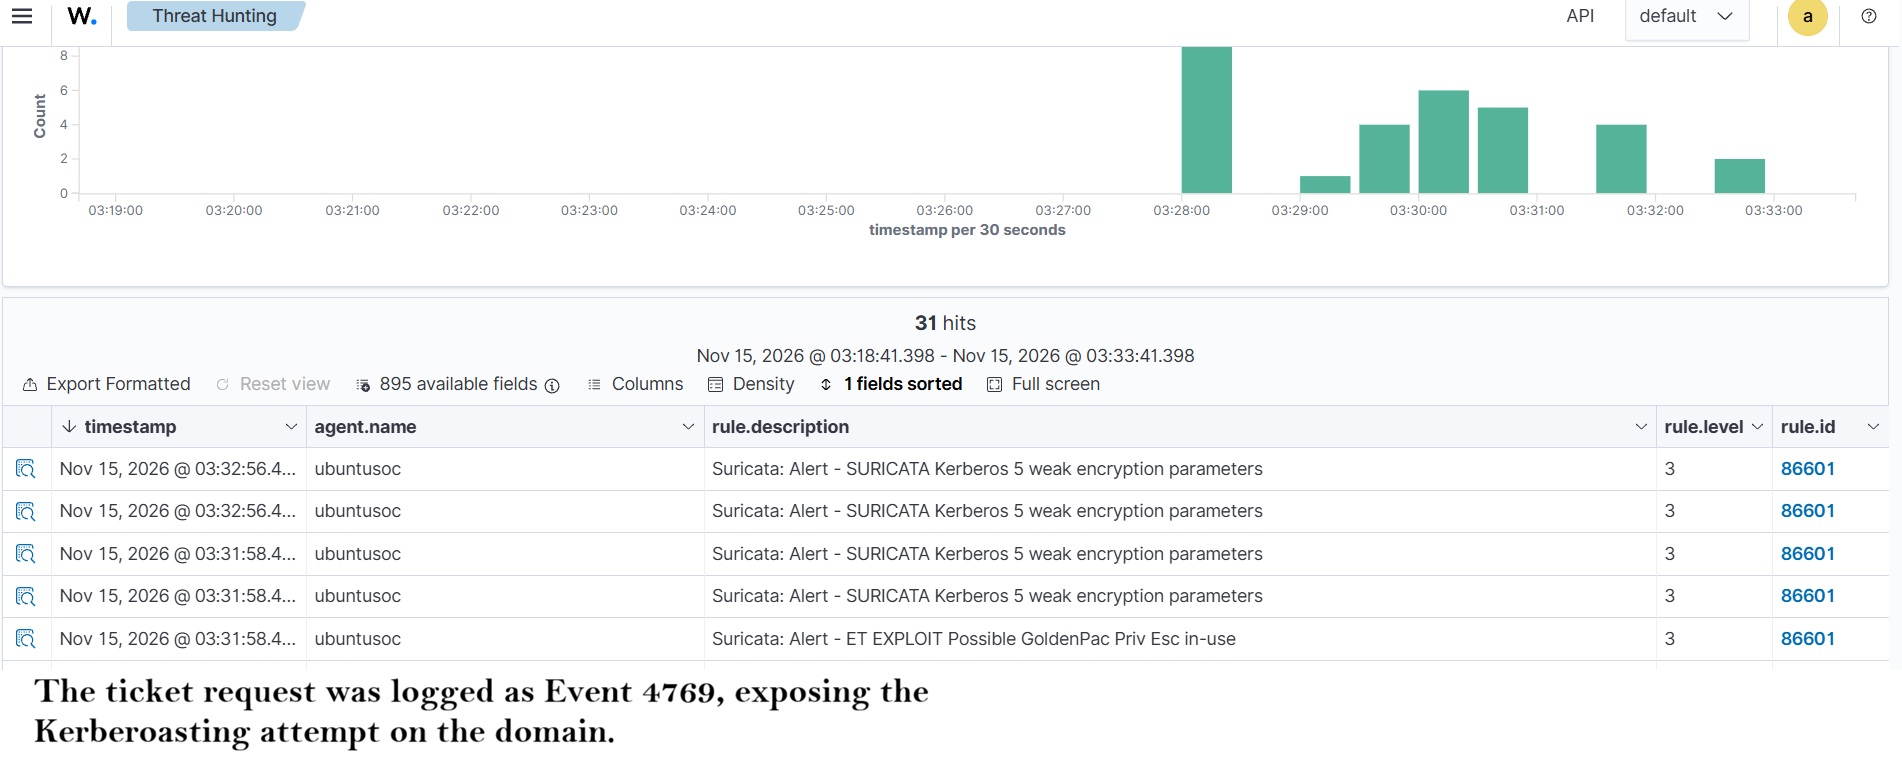 W. Threat Hunting API default a
Count
8
6
4
2
0
03:19:00 03:20:00 03:21:00 03:22:00 03:23:00 03:24:00 03:25:00 03:26:00 03:27:00 03:28:00 03:29:00 03:30:00 03:31:00 03:32:00 03:33:00
timestamp per 30 seconds
31 hits
Nov 15, 2026 @ 03:18:41.398 - Nov 15, 2026 @ 03:33:41.398
Export Formatted Reset view 895 available fields Columns Density 1 fields sorted Full screen
timestamp agent.name rule.description rule.level rule.id
Nov 15, 2026 @ 03:32:56.4... ubuntusoc Suricata: Alert - SURICATA Kerberos 5 weak encryption parameters 3 86601
Nov 15, 2026 @ 03:32:56.4... ubuntusoc Suricata: Alert - SURICATA Kerberos 5 weak encryption parameters 3 86601
Nov 15, 2026 @ 03:31:58.4... ubuntusoc Suricata: Alert - SURICATA Kerberos 5 weak encryption parameters 3 86601
Nov 15, 2026 @ 03:31:58.4... ubuntusoc Suricata: Alert - SURICATA Kerberos 5 weak encryption parameters 3 86601
Nov 15, 2026 @ 03:31:58.4... ubuntusoc Suricata: Alert - ET EXPLOIT Possible GoldenPac Priv Esc in-use 3 86601
The ticket request was logged as Event 4769, exposing the
Kerberoasting attempt on the domain.